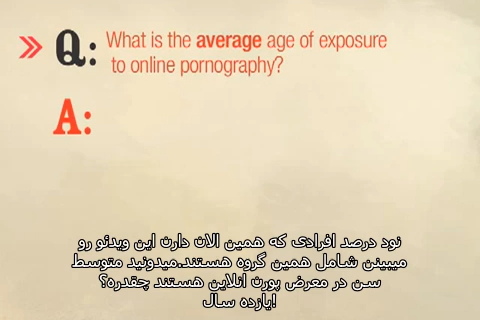 Q: What is the average age of exposure
to online pornography?
A:
نود درصد افرادی که همین الان دارن این ویدئو رو
میبینن شامل همین گروه هستند.میدونید متوسط
سن در معرض پورن انلاین هستند چقدره؟
یازده سال!